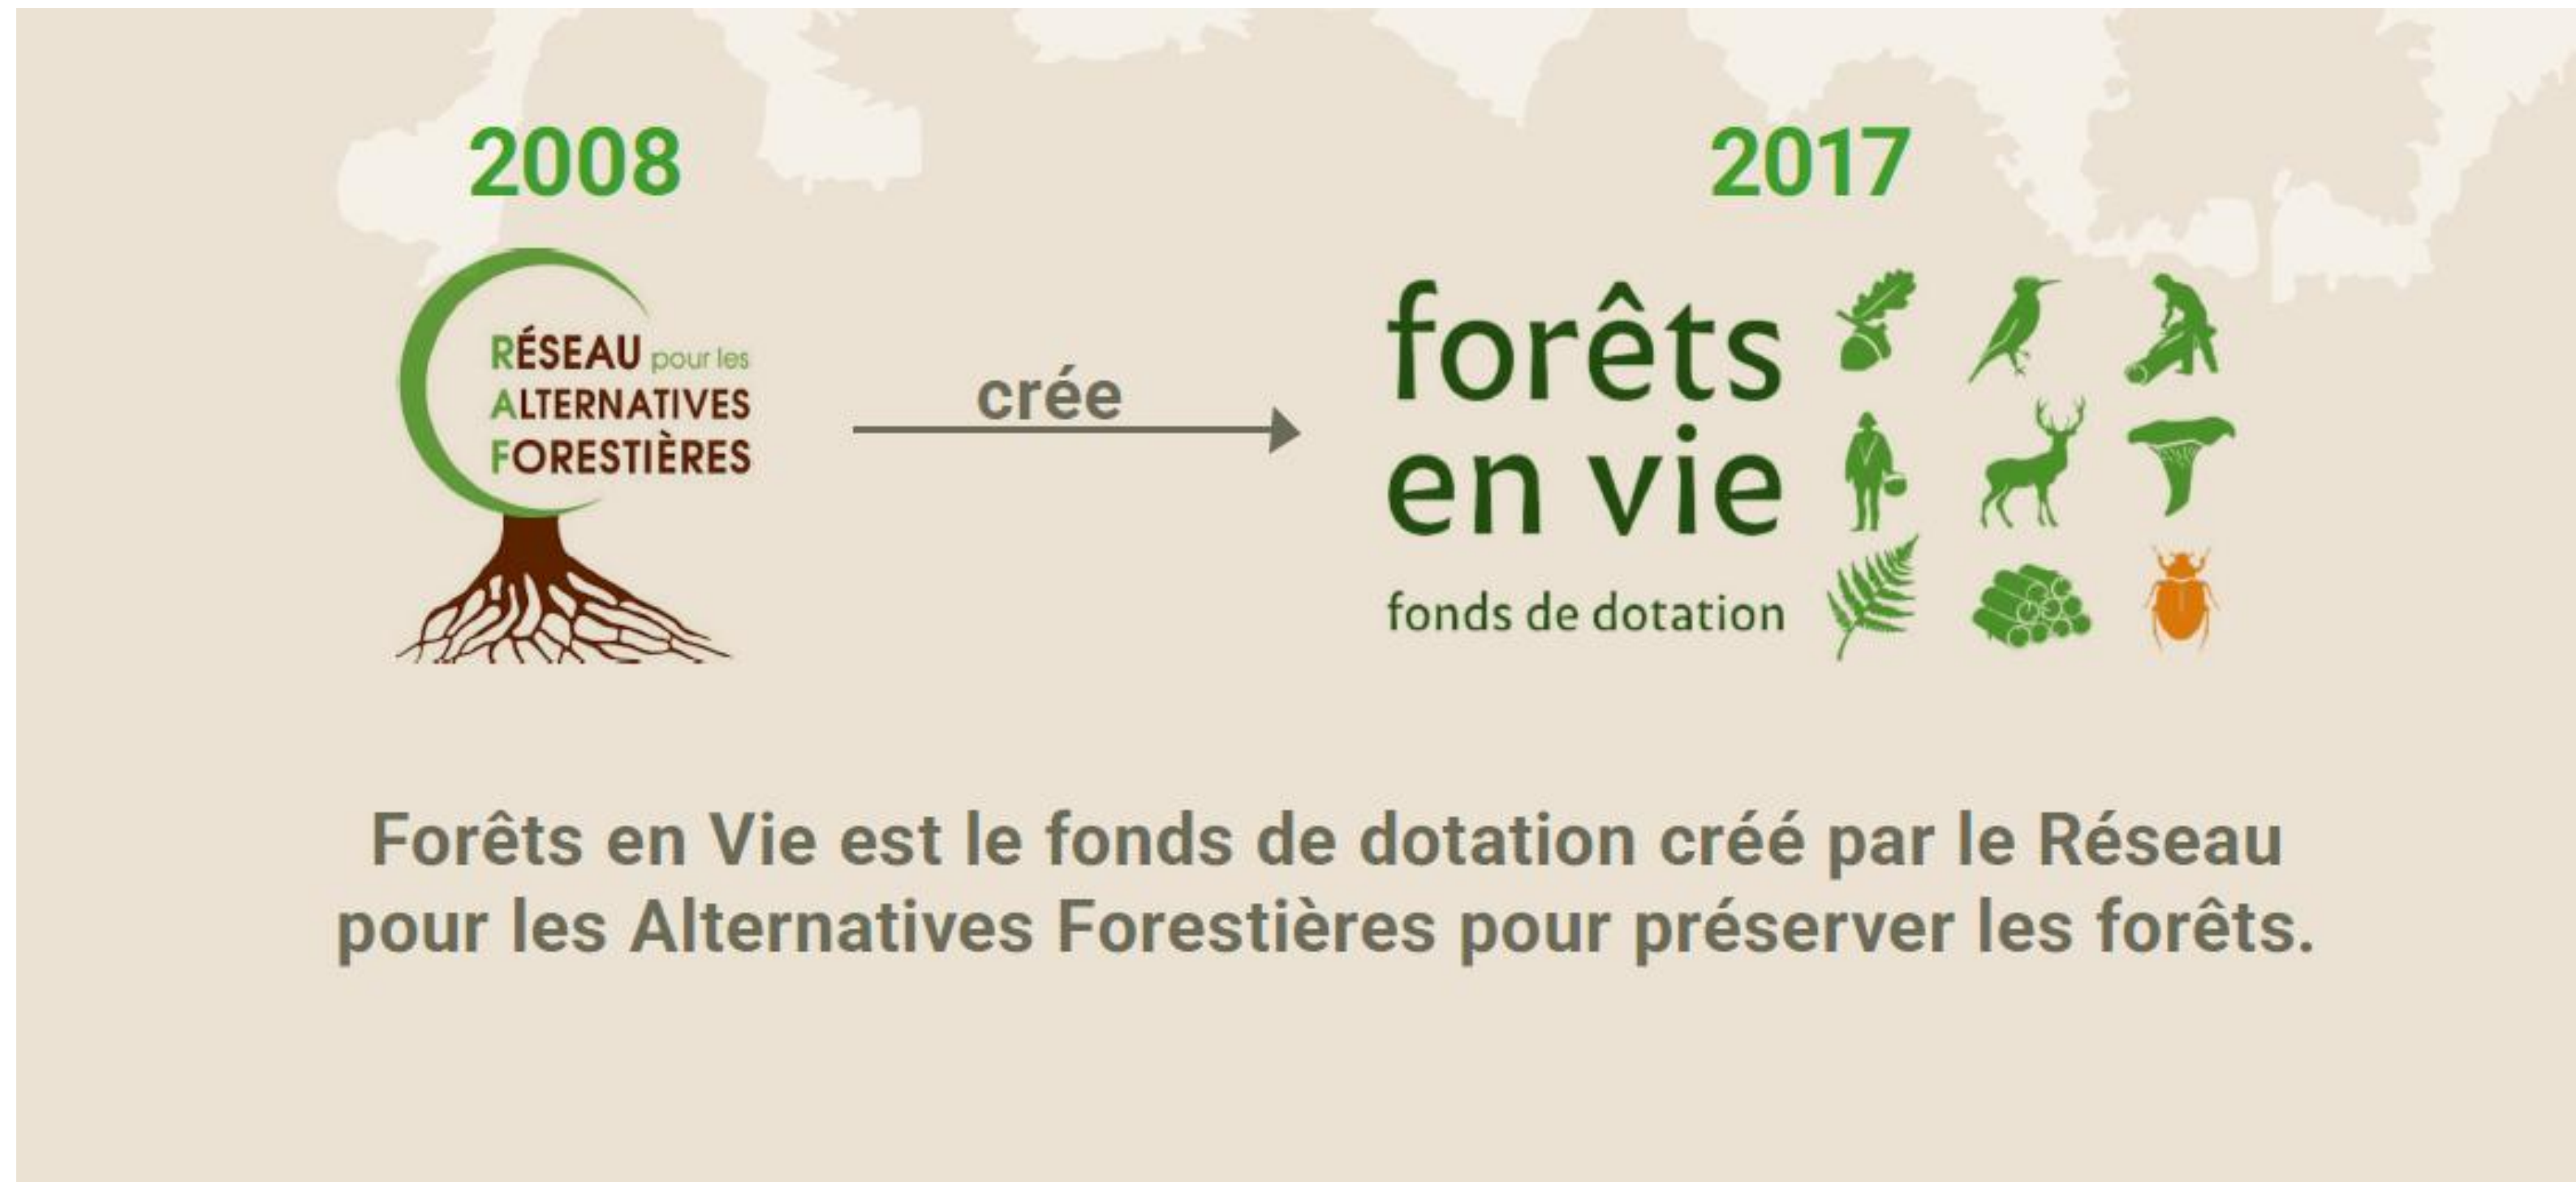 2008
RÉSEAU pour les
ALTERNATIVES
FORESTIÈRES
crée
2017
forêts
en vie
fonds de dotation
Forêts en Vie est le fonds de dotation créé par le Réseau
pour les Alternatives Forestières pour préserver les forêts.